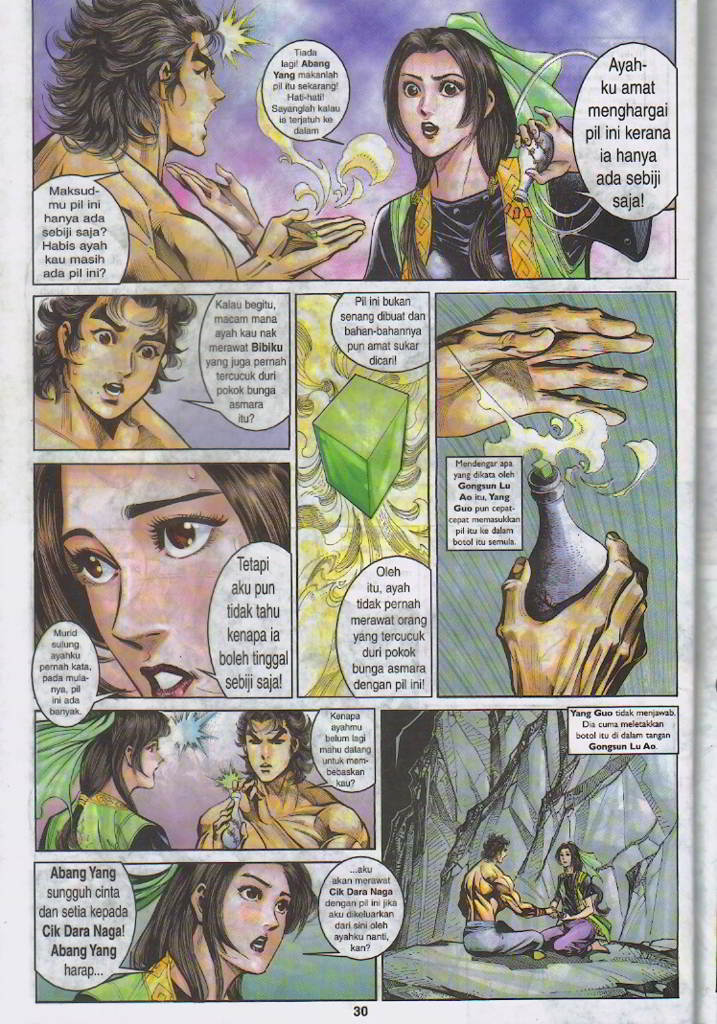 Ayah-
ku amat
menghargai
pil ini kerana
ia hanya
ada sebiji
saja!
Tiada
lagi! Abang
Yang makanlah
pil itu sekarang!
Hati-hati!
Sayanglah kalau
ia terjatuh ke
dalam
Maksud-
mu pil ini
hanya ada
sebiji saja?
Habis ayah
kau masih
ada pil ini?
Kalau begitu,
macam mana
ayah kau nak
merawat Bibiku
yang juga pernah
tercucuk duri
pokok bunga
asmara
itu?
Pil ini bukan
senang dibuat dan
bahan-bahannya
pun amat sukar
dicari!
Oleh
itu, ayah
tidak pernah
merawat orang
yang tercucuk
duri pokok
bunga asmara
dengan pil ini!
Mendengar apa
yang dikata oleh
Gongsun Lu
Ao itu, Yang
Guo pun cepat-
cepat memasukkan
pil itu ke dalam
botol itu semula.
Tetapi
aku pun
tidak tahu
kenapa ia
boleh tinggal
sebiji saja!
Murid
sulung
ayahku
pernah kata,
pada mula-
nya, pil ini
ada
banyak.
Kenapa
ayahmu
belum lagi
mahu datang
untuk mem-
bebaskan
kau?
Yang Guo tidak menjawab.
Dia cuma meletakkan
botol itu di dalam tangan
Gongsun Lu Ao.
Abang Yang
sungguh cinta
dan setia kepada
Cik Dara Naga!
Abang Yang
harap...
...aku
akan merawat
Cik Dara Naga
dengan pil ini jika
aku dikeluarkan
dari sini oleh
ayahku nanti,
kan?
30